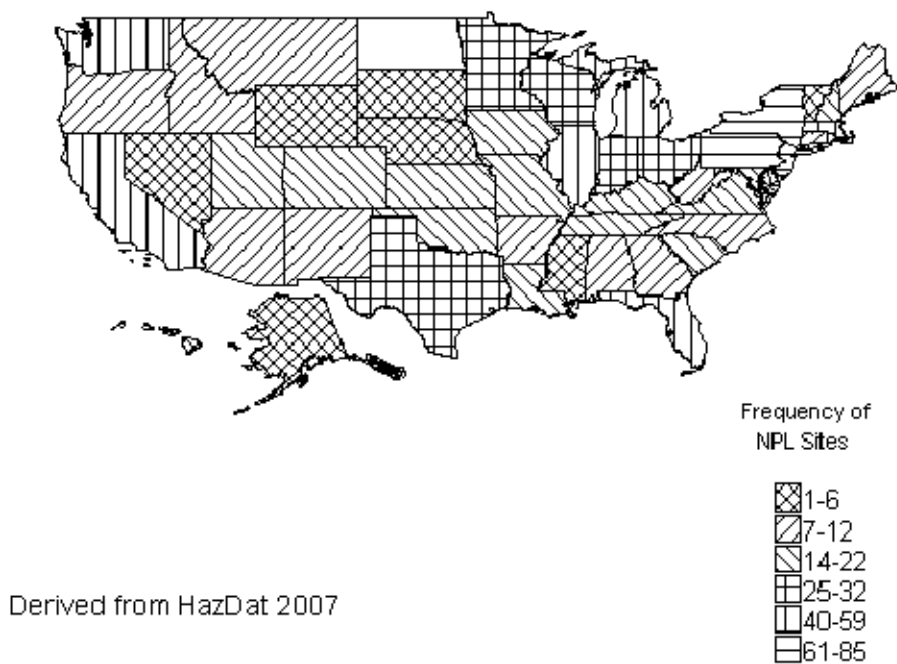 Frequency of
NPL Sites
1-6
7-12
14-22
25-32
40-59
61-85
Derived from HazDat 2007